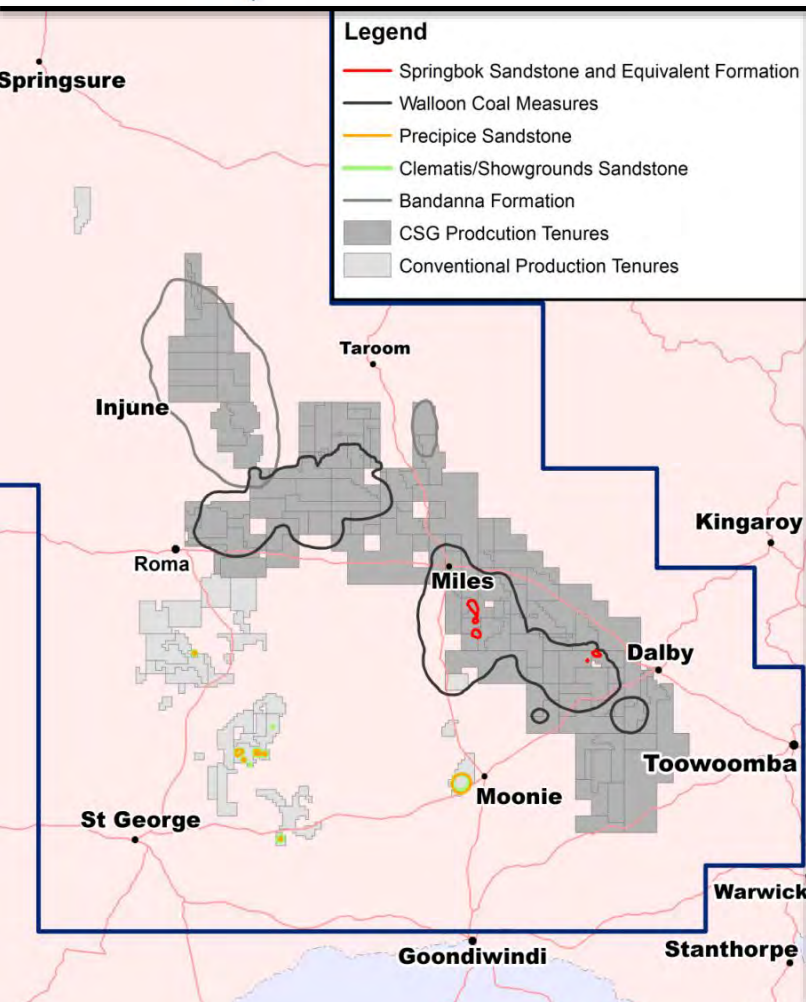 Legend
Springbok Sandstone and Equivalent Formation
Walloon Coal Measures
Precipice Sandstone
Clematis/Showgrounds Sandstone
Bandanna Formation
CSG Prodcution Tenures
Conventional Production Tenures
Springsure
Taroom
Injune
Kingaroy
Roma
Miles
Dalby
Toowoomba
Moonie
St George
Warwick
Goondiwindi
Stanthorpe